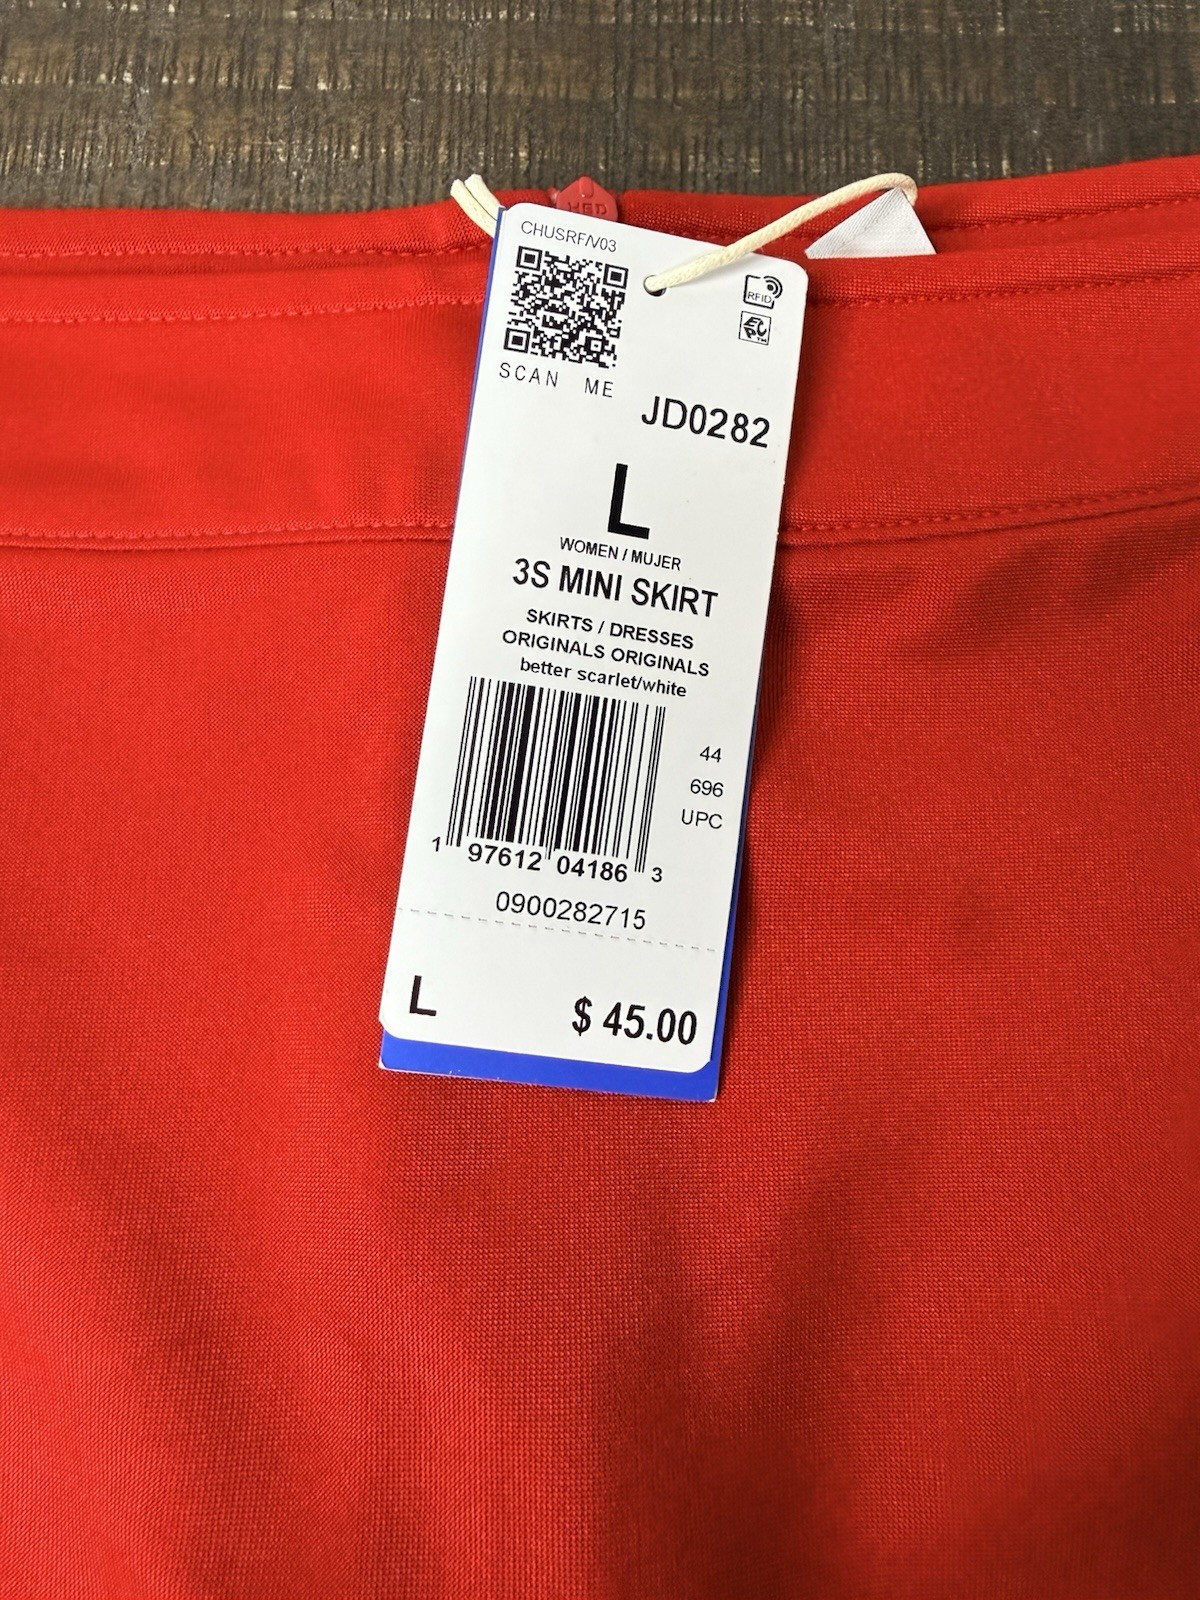 CHUSRF/V03
RFID
EPC™
SCAN ME
JD0282
L
WOMEN / MUJER
3S MINI SKIRT
SKIRTS / DRESSES
ORIGINALS ORIGINALS
better scarlet/white
44
696
UPC
1 97612 04186 3
0900282715
L $ 45.00